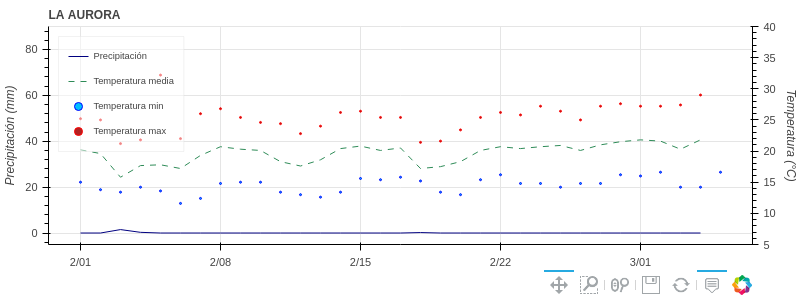 LA AURORA
Precipitación
Temperatura media
Temperatura min
Temperatura max
Precipitación (mm)
80
60
40
20
0
40
35
30
25
20
15
10
5
Temperatura (°C)
2/01
2/08
2/15
2/22
3/01